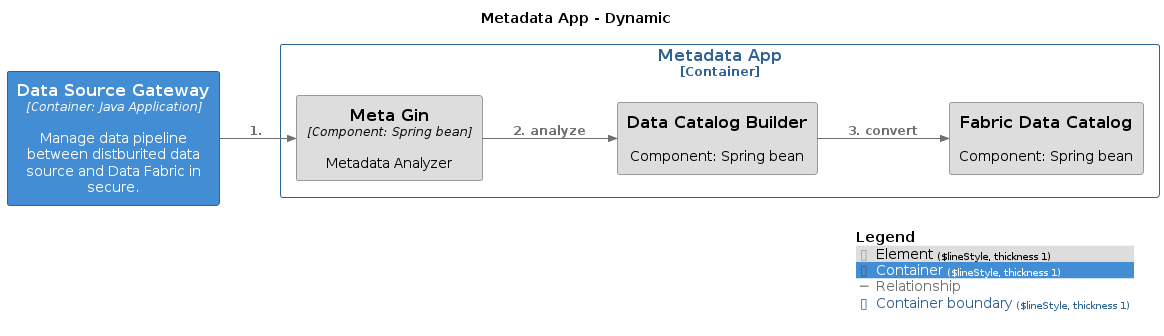 Metadata App - Dynamic
Metadata App
[Container]
Data Source Gateway
[Container: Java Application]
Manage data pipeline
between distburited data
source and Data Fabric in
secure.
1.
Meta Gin
[Component: Spring bean]
Metadata Analyzer
2. analyze
Data Catalog Builder
Component: Spring bean
3. convert
Fabric Data Catalog
Component: Spring bean
Legend
Element ($lineStyle, thickness 1)
Container ($lineStyle, thickness 1)
Relationship
Container boundary ($lineStyle, thickness 1)